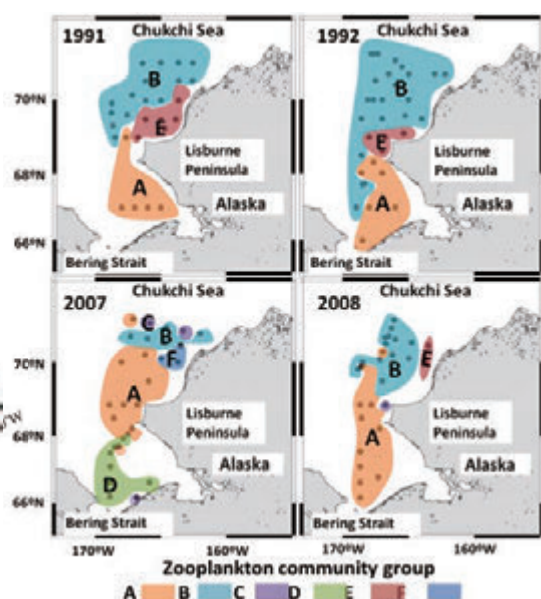 1991
Chukchi Sea
B
E
A
Lisburne
Peninsula
Alaska
Bering Strait
70ºN
68ºN
66ºN
1992
Chukchi Sea
B
E
A
Lisburne
Peninsula
Alaska
Bering Strait
2007
Chukchi Sea
C
B
F
A
D
Lisburne
Peninsula
Alaska
Bering Strait
70ºN
68ºN
66ºN
2008
Chukchi Sea
B
E
A
Lisburne
Peninsula
Alaska
Bering Strait
170ºW 160ºW 170ºW 160ºW
Zooplankton community group
A B C D E F